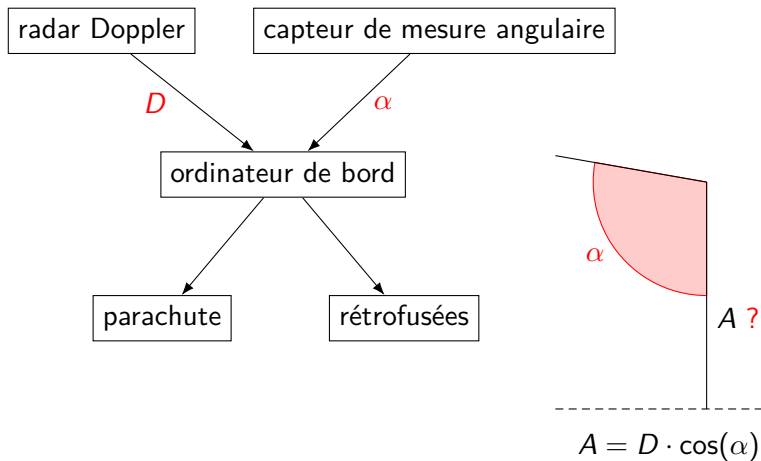 radar Doppler
capteur de mesure angulaire
D
α
ordinateur de bord
parachute
rétrofusées
α
A ?
A = D · cos(α)